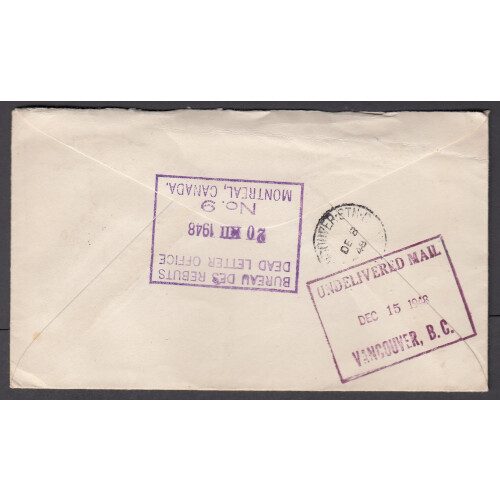 BUREAU DES REBUTS
DEAD LETTER OFFICE
20 XII 1948
No. 9
MONTREAL, CANADA.
DE 8
48
UNDELIVERED MAIL
DEC 15 1948
VANCOUVER, B.C.